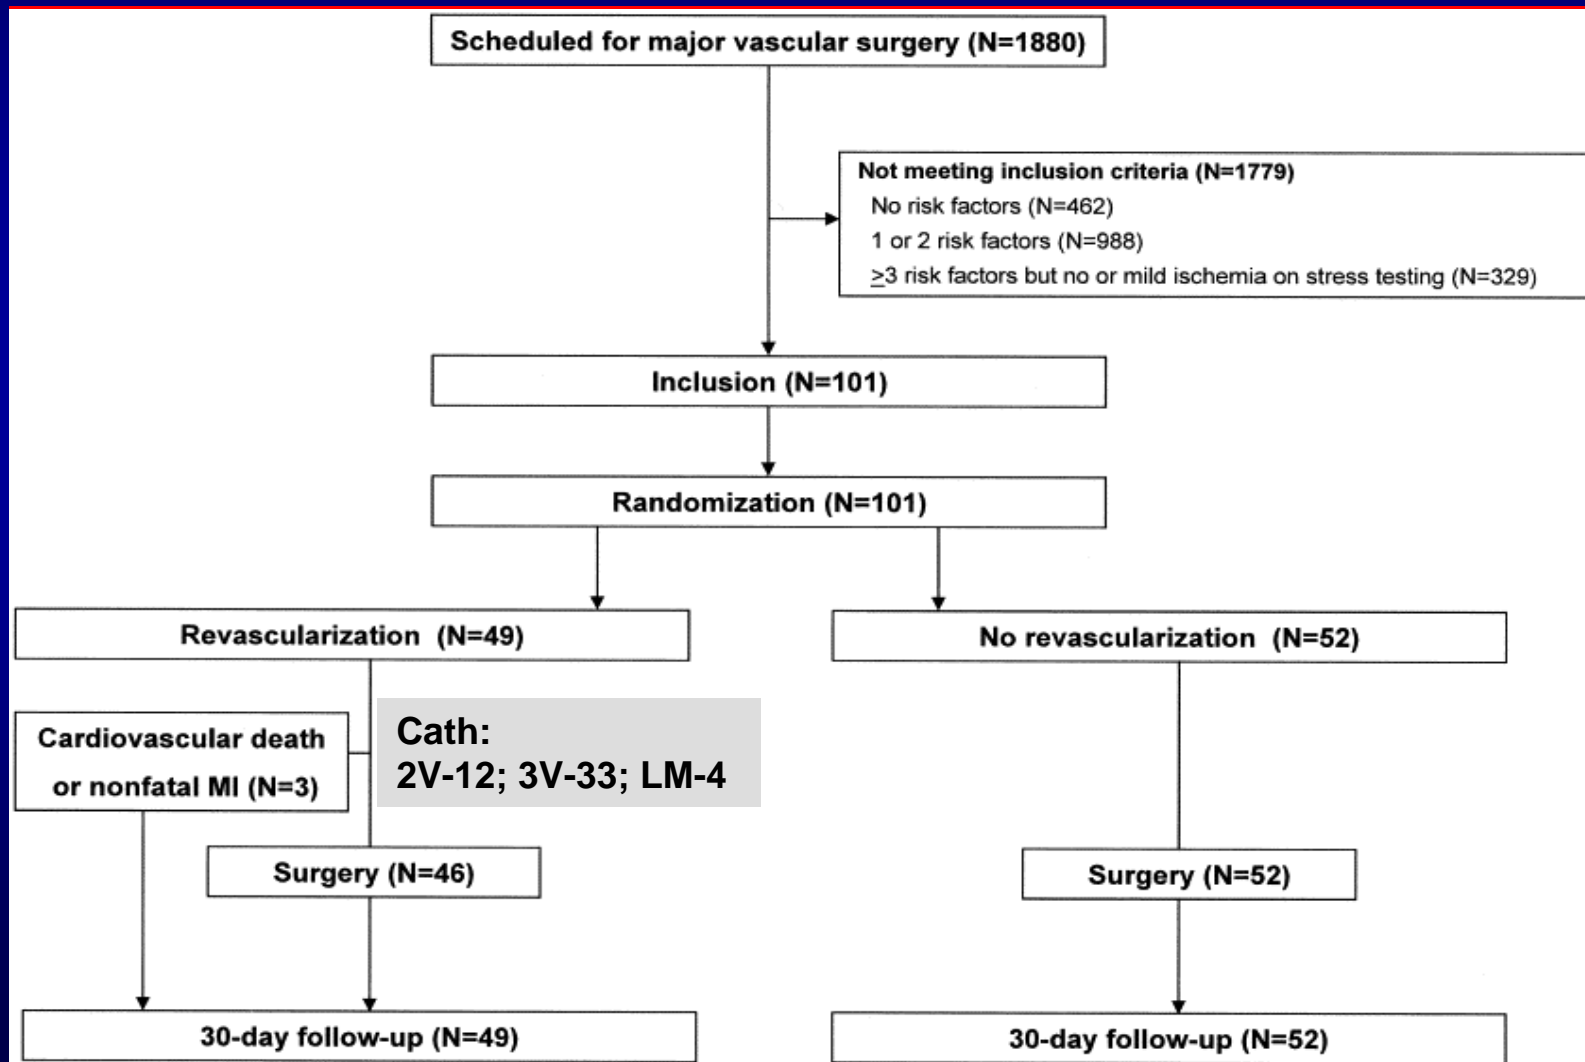 Scheduled for major vascular surgery (N=1880)
Not meeting inclusion criteria (N=1779)
No risk factors (N=462)
1 or 2 risk factors (N=988)
≥3 risk factors but no or mild ischemia on stress testing (N=329)
Inclusion (N=101)
Randomization (N=101)
Revascularization (N=49)
No revascularization (N=52)
Cardiovascular death
or nonfatal MI (N=3)
Cath:
2V-12; 3V-33; LM-4
Surgery (N=46)
Surgery (N=52)
30-day follow-up (N=49)
30-day follow-up (N=52)